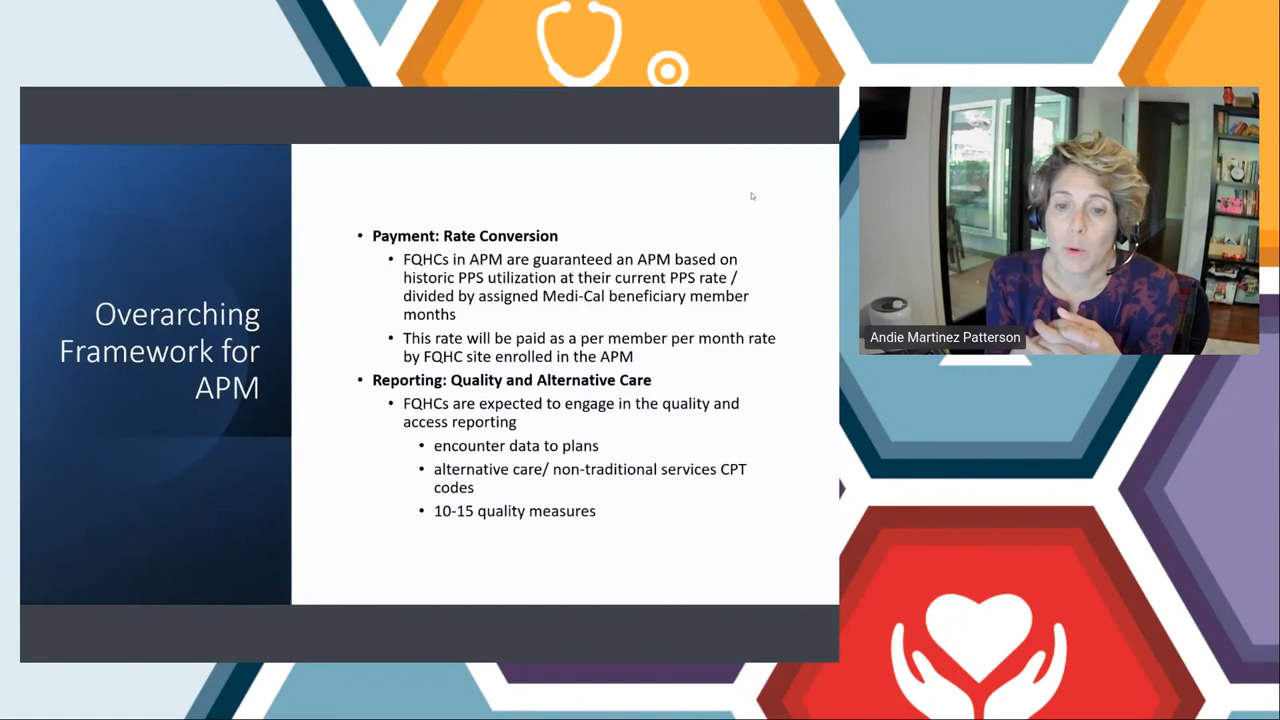 Overarching
Framework for
APM
• Payment: Rate Conversion
• FQHCs in APM are guaranteed an APM based on
historic PPS utilization at their current PPS rate /
divided by assigned Medi-Cal beneficiary member
months
• This rate will be paid as a per member per month rate
by FQHC site enrolled in the APM
• Reporting: Quality and Alternative Care
• FQHCs are expected to engage in the quality and
access reporting
• encounter data to plans
• alternative care/ non-traditional services CPT
codes
• 10-15 quality measures
Andie Martinez Patterson